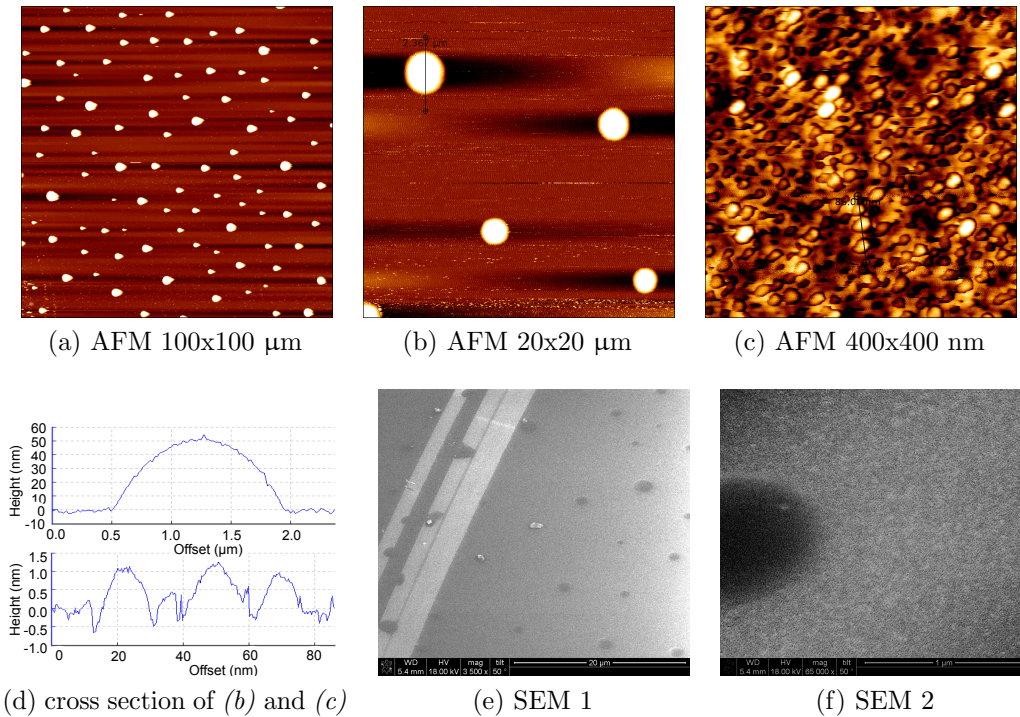 2.36 µm
(a) AFM 100x100 µm
(b) AFM 20x20 µm
(c) AFM 400x400 nm
60
50
40
30
20
10
0
-10
Height (nm)
0.0 0.5 1.0 1.5 2.0
Offset (µm)
1.5
1.0
0.5
0.0
-0.5
-1.0
Height (nm)
0 20 40 60 80
Offset (nm)
WD HV mag tilt 20 µm
5.4 mm 18.00 kV 3 500 x 50 °
WD HV mag tilt 1 µm
5.4 mm 18.00 kV 65 000 x 50 °
(d) cross section of (b) and (c)
(e) SEM 1
(f) SEM 2